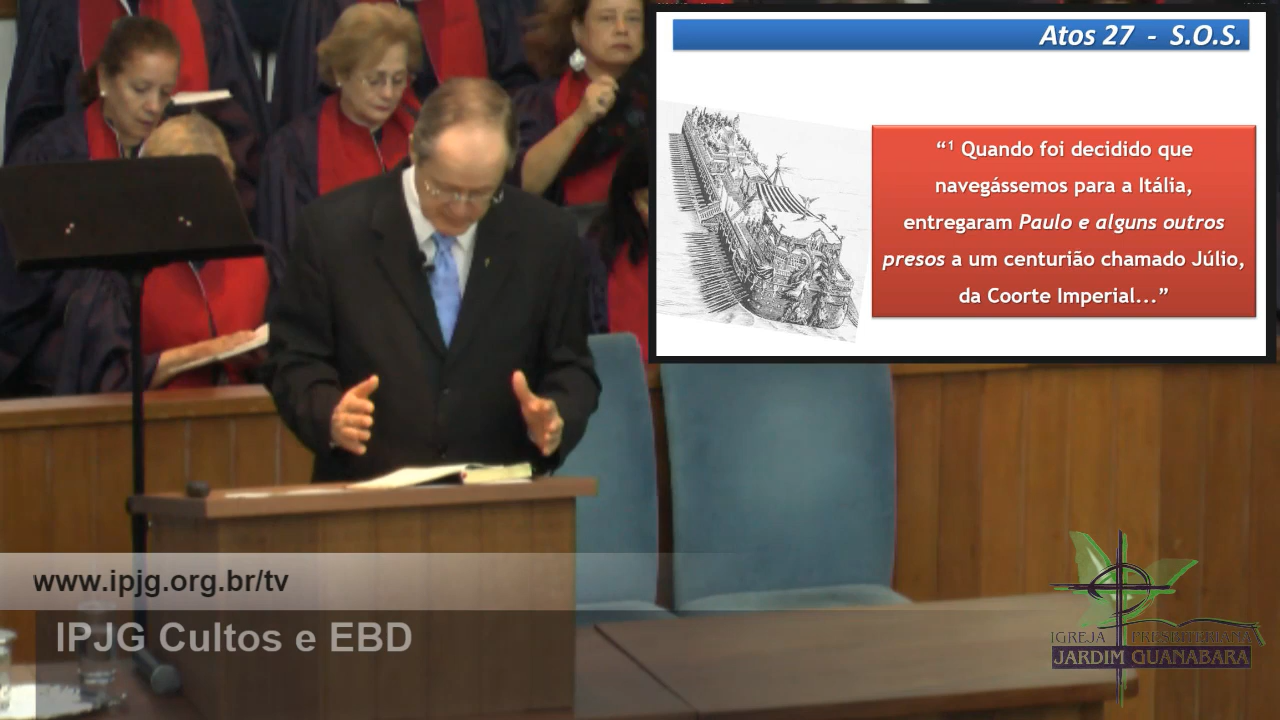 Atos 27 - S.O.S.
“¹ Quando foi decidido que
navegássemos para a Itália,
entregaram Paulo e alguns outros
presos a um centurião chamado Júlio,
da Coorte Imperial...”
www.ipjg.org.br/tv
IPJG Cultos e EBD
IGREJA PRESBITERIANA
JARDIM GUANABARA